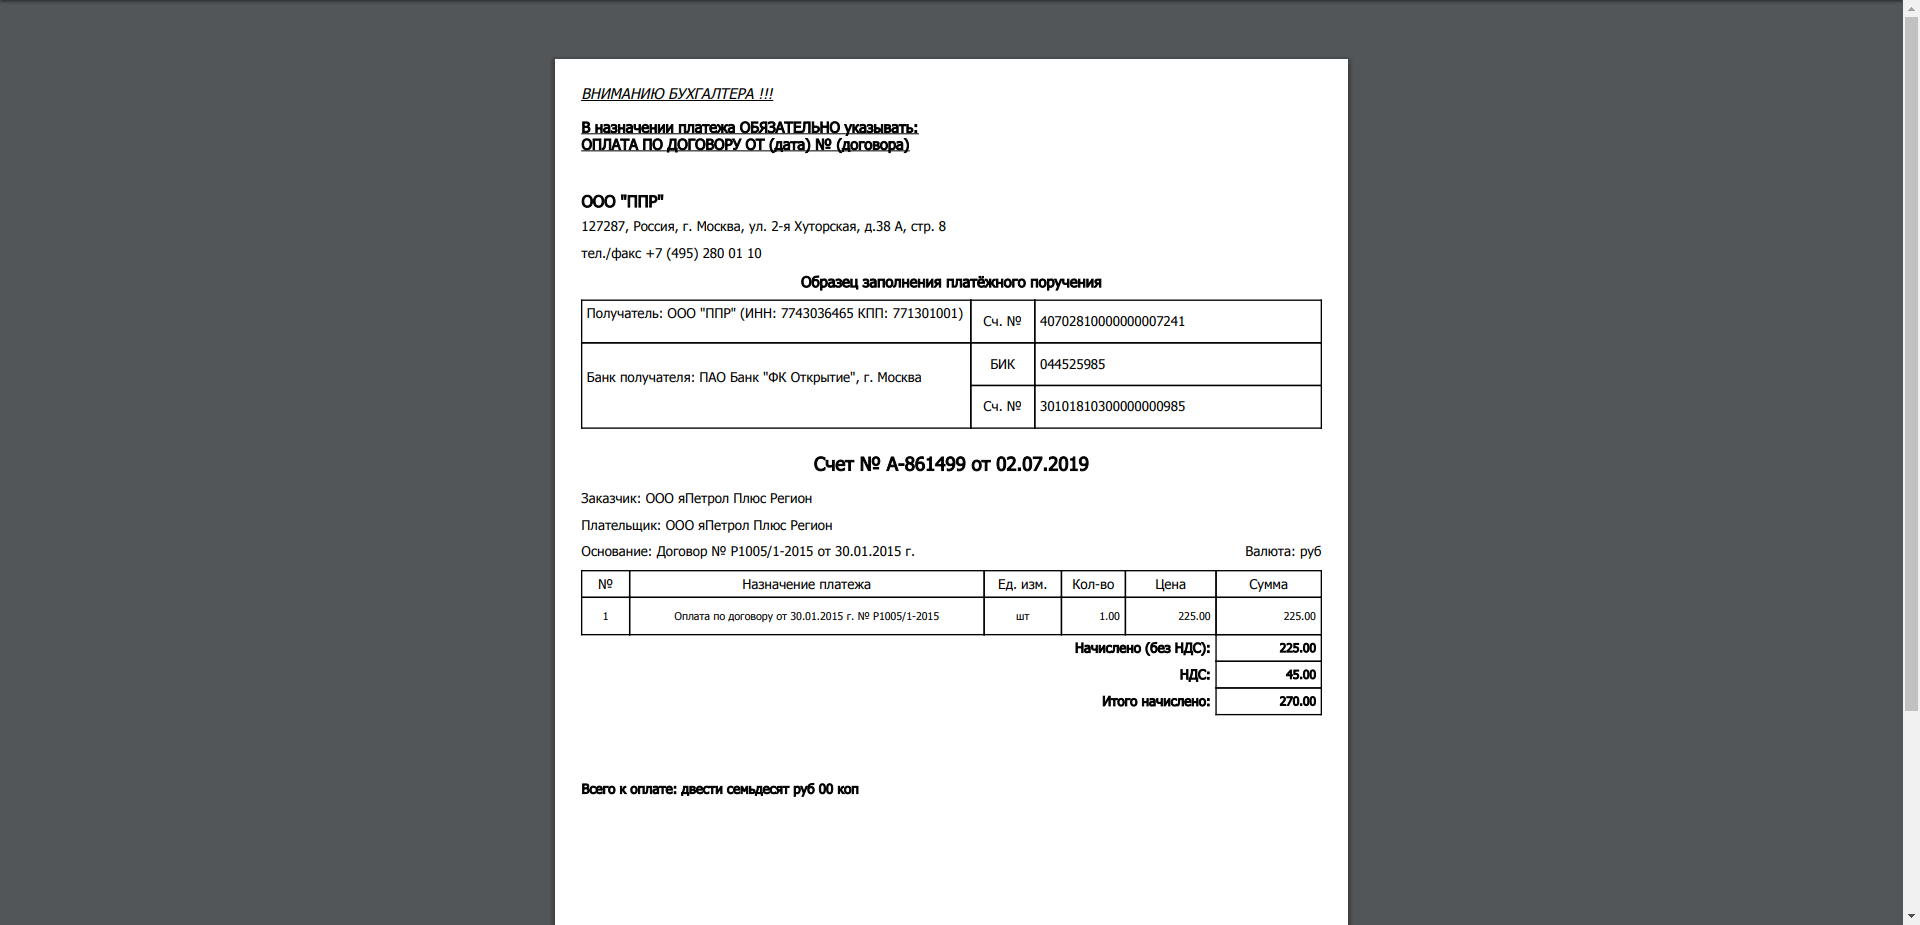 ВНИМАНИЮ БУХГАЛТЕРА !!!
В назначении платежа ОБЯЗАТЕЛЬНО указывать:
ОПЛАТА ПО ДОГОВОРУ ОТ (дата) № (договора)
ООО "ППР"
127287, Россия, г. Москва, ул. 2-я Хуторская, д.38 А, стр. 8
тел./факс +7 (495) 280 01 10
Образец заполнения платёжного поручения
Получатель: ООО "ППР" (ИНН: 7743036465 КПП: 771301001) Сч. № 40702810000000007241
Банк получателя: ПАО Банк "ФК Открытие", г. Москва БИК 044525985
Сч. № 30101810300000000985
Счет № А-861499 от 02.07.2019
Заказчик: ООО яПетрол Плюс Регион
Плательщик: ООО яПетрол Плюс Регион
Основание: Договор № Р1005/1-2015 от 30.01.2015 г. Валюта: руб
№ Назначение платежа Ед. изм. Кол-во Цена Сумма
1 Оплата по договору от 30.01.2015 г. № Р1005/1-2015 шт 1.00 225.00 225.00
Начислено (без НДС): 225.00
НДС: 45.00
Итого начислено: 270.00
Всего к оплате: двести семьдесят руб 00 коп